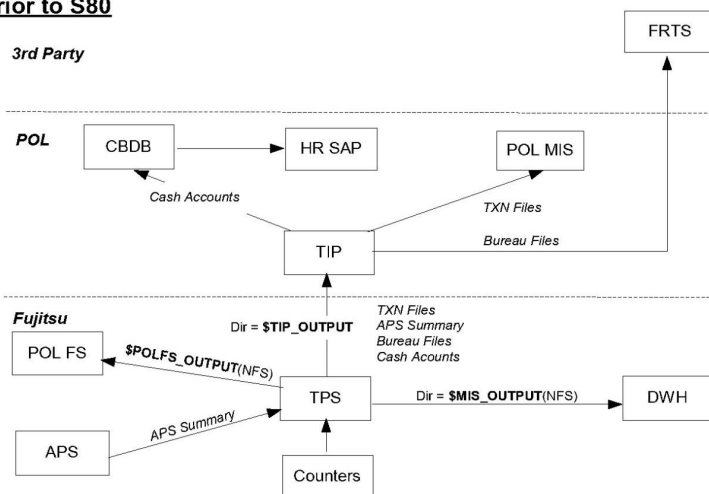 rior to S80
FRTS
3rd Party
POL
CBDB
HR SAP
POL MIS
Cash Accounts
TXN Files
Bureau Files
TIP
Fujitsu
Dir = $TIP_OUTPUT
TXN Files
APS Summary
Bureau Files
Cash Acounts
POL FS
$POLFS_OUTPUT(NFS)
TPS
Dir = $MIS_OUTPUT(NFS)
DWH
APS Summary
APS
Counters